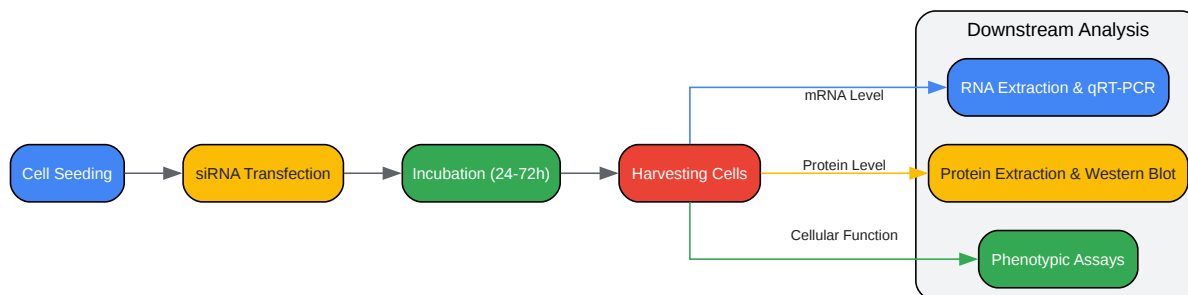 Downstream Analysis
RNA Extraction & qRT-PCR
mRNA Level
Cell Seeding
siRNA Transfection
Incubation (24-72h)
Harvesting Cells
Protein Level
Protein Extraction & Western Blot
Cellular Function
Phenotypic Assays